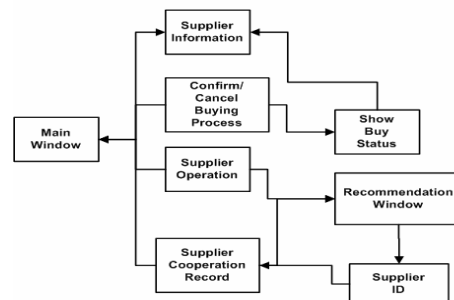 Supplier
Information
Confirm/
Cancel
Buying
Process
Main
Window
Show
Buy
Status
Supplier
Operation
Recommendation
Window
Supplier
Cooperation
Record
Supplier
ID